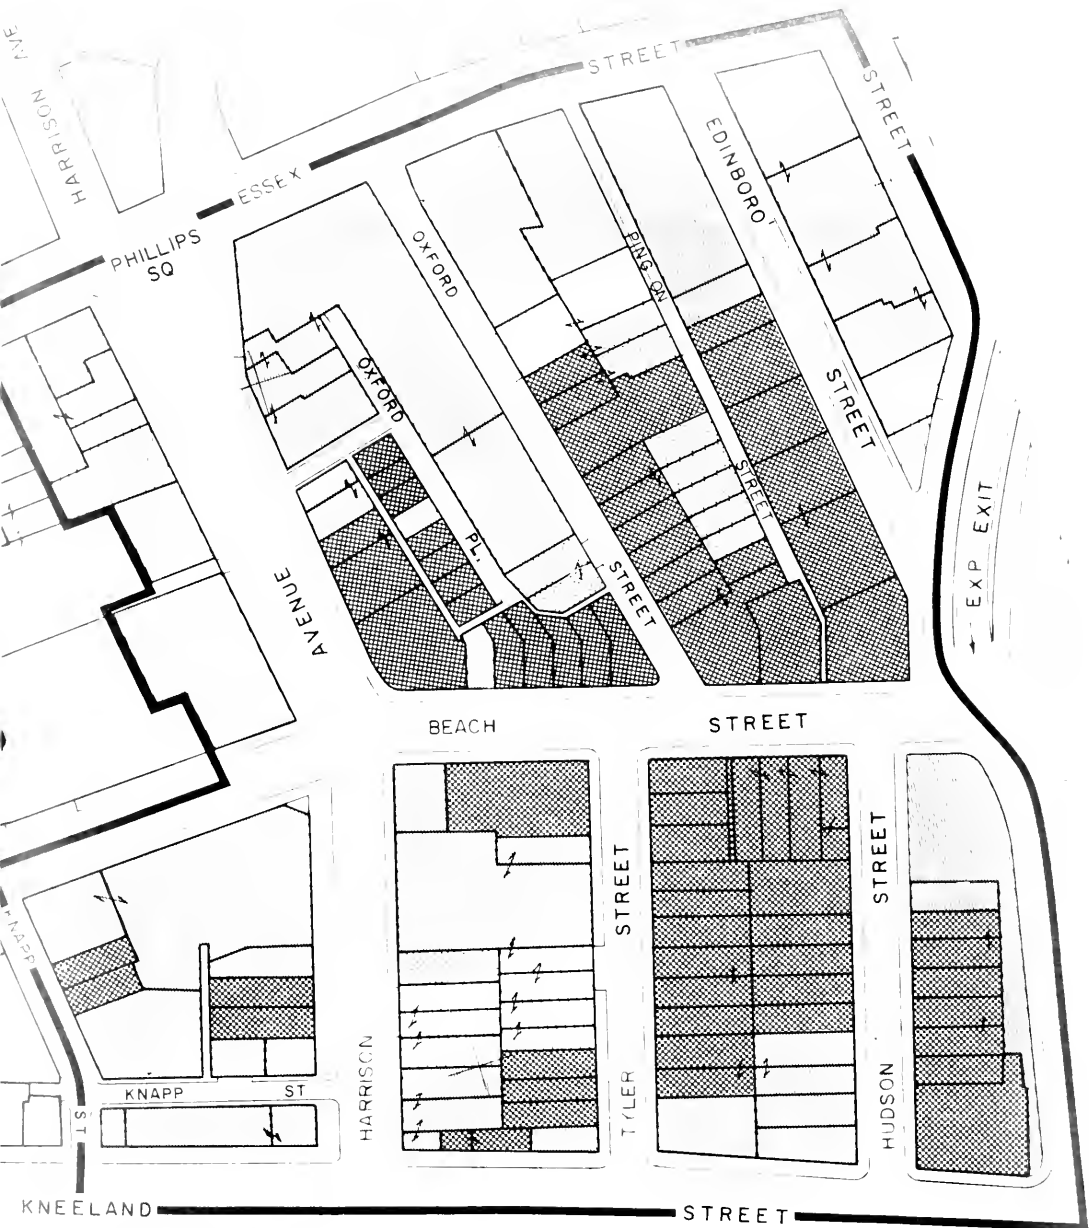 AVE
HARRISON
STREET
STREET
ESSEX
PHILLIPS
SQ
EDINBORO'
OXFORD
PING-ON
OXFORD
STREET
STREET
PL.
STREET
EXP EXIT
AVENUE
BEACH
STREET
STREET
STREET
KNAPP
HARRISON
TYLER
HUDSON
KNAPP ST
ST
KNEELAND
STREET